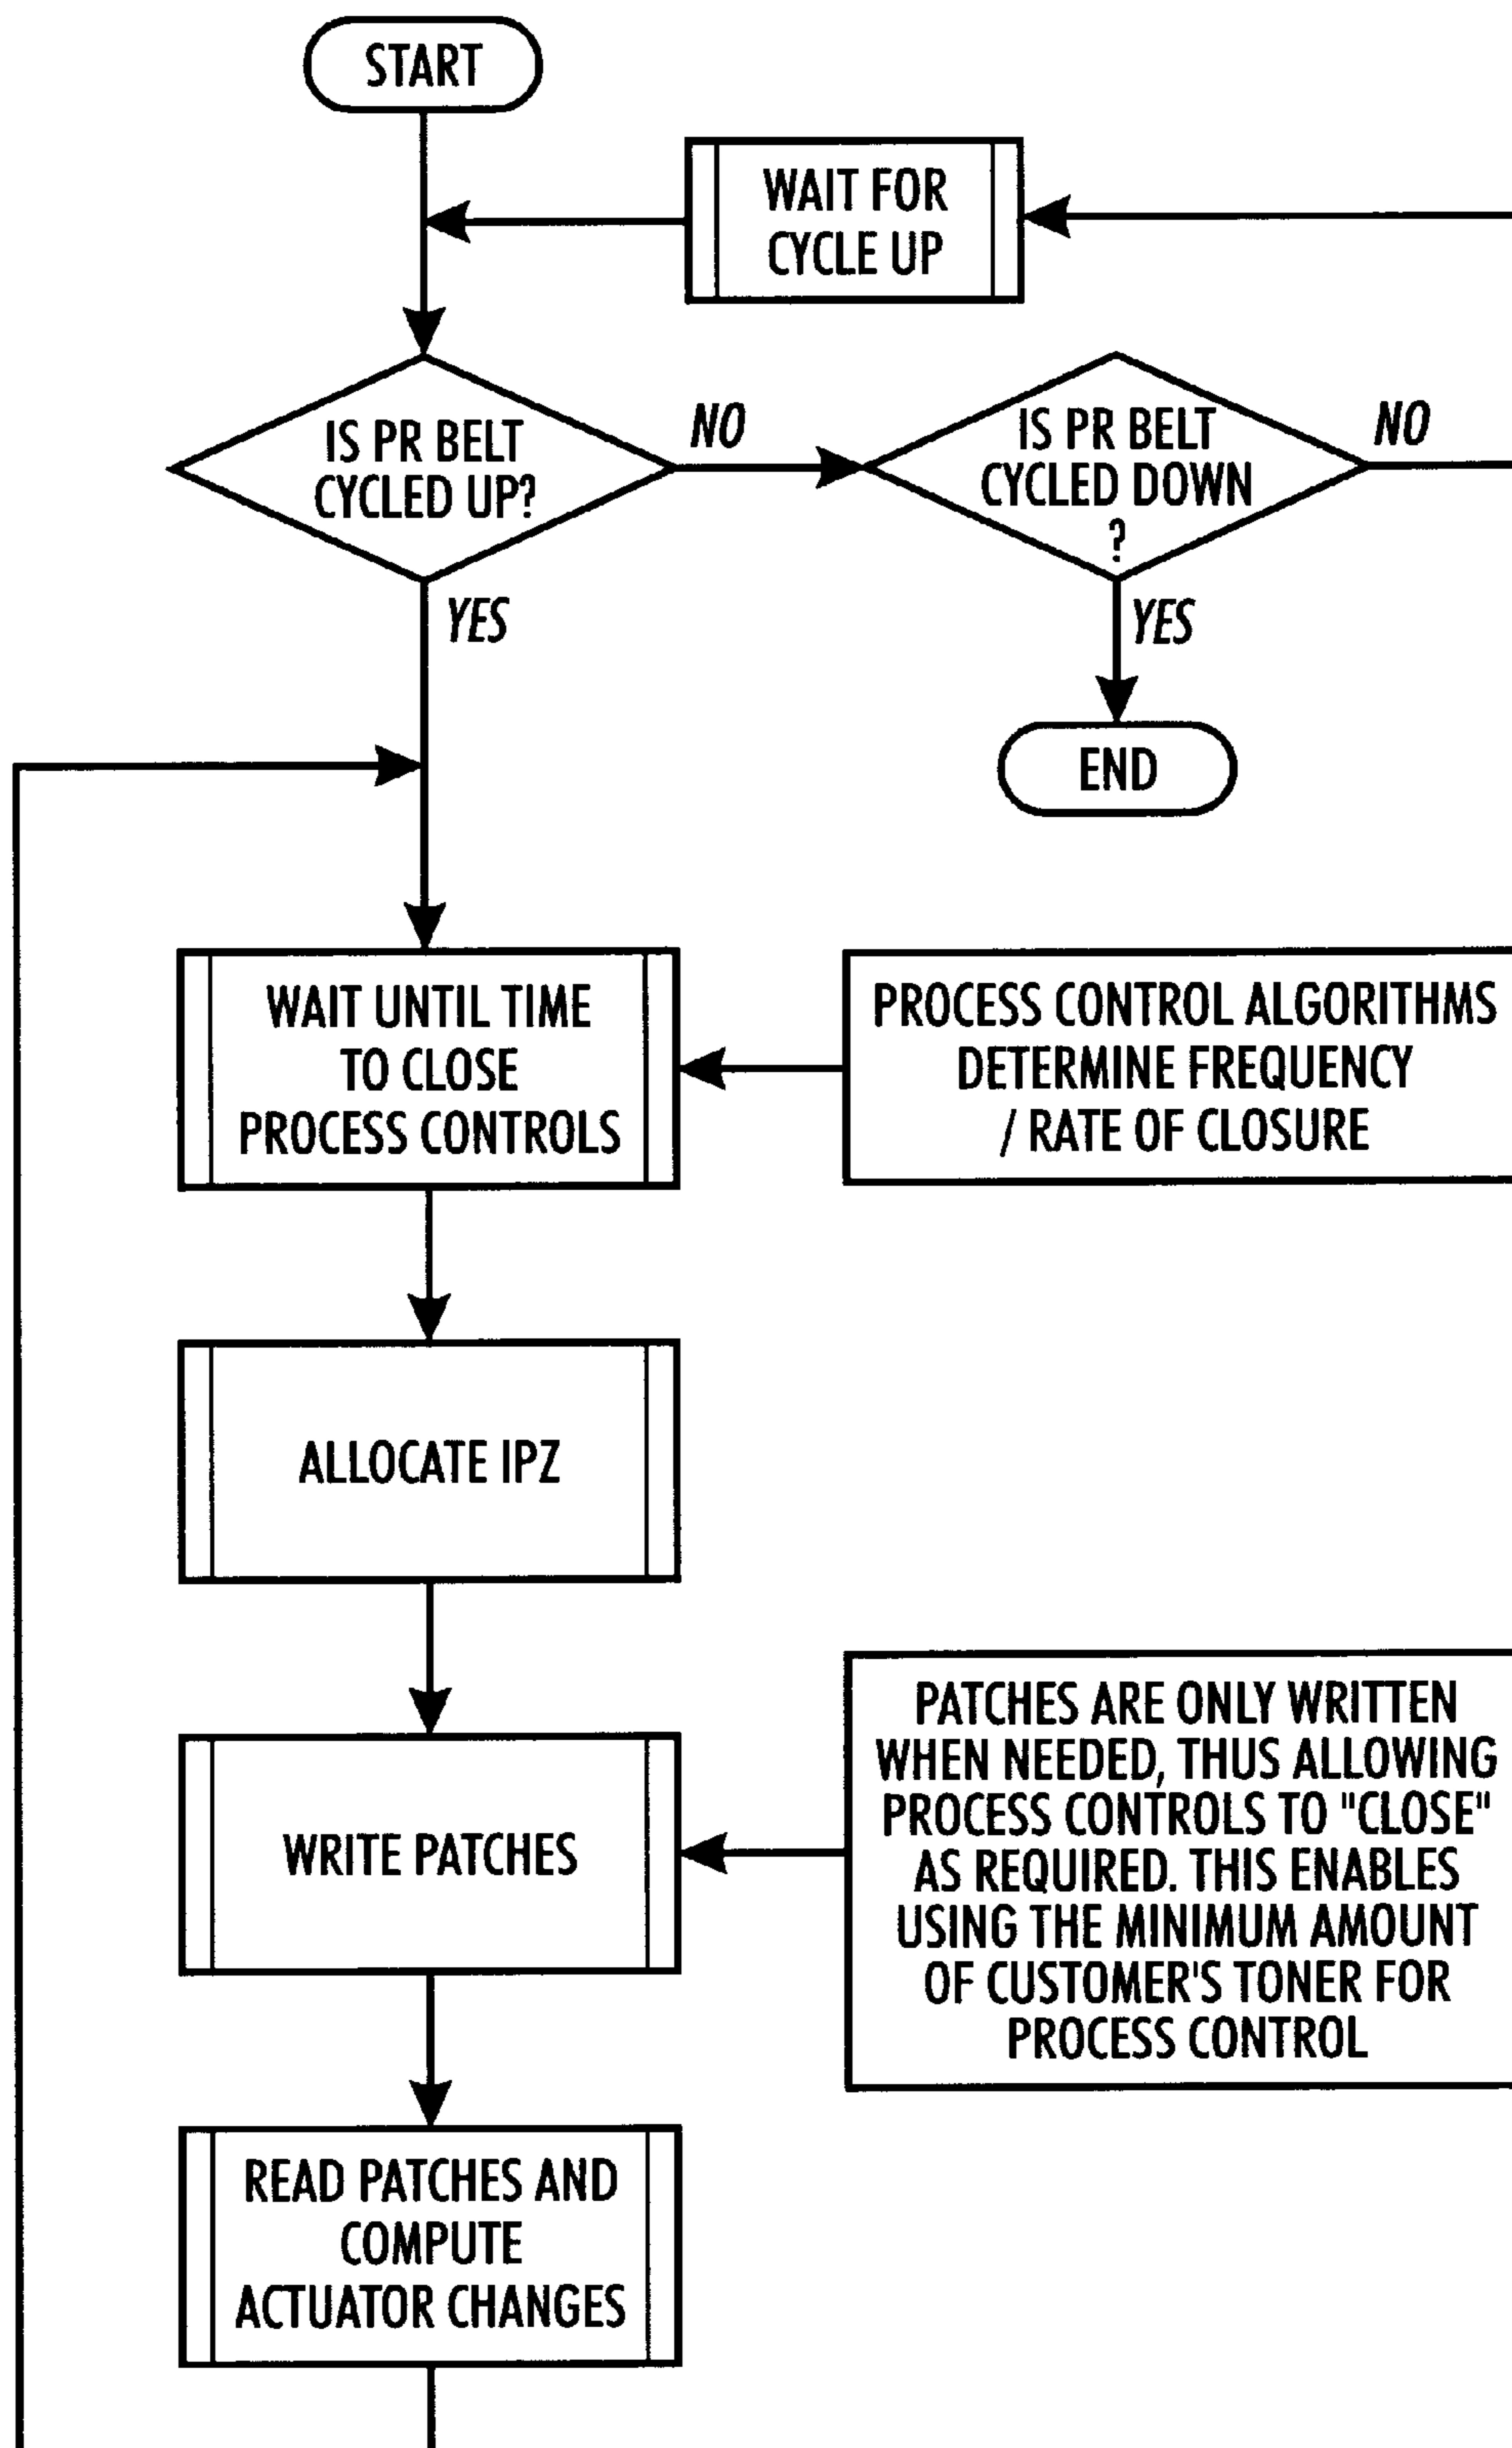 START
WAIT FOR
CYCLE UP
IS PR BELT
CYCLED UP?
NO
IS PR BELT
CYCLED DOWN
?
NO
YES
YES
END
WAIT UNTIL TIME
TO CLOSE
PROCESS CONTROLS
PROCESS CONTROL ALGORITHMS
DETERMINE FREQUENCY
/ RATE OF CLOSURE
ALLOCATE IPZ
WRITE PATCHES
PATCHES ARE ONLY WRITTEN
WHEN NEEDED, THUS ALLOWING
PROCESS CONTROLS TO "CLOSE"
AS REQUIRED. THIS ENABLES
USING THE MINIMUM AMOUNT
OF CUSTOMER'S TONER FOR
PROCESS CONTROL
READ PATCHES AND
COMPUTE
ACTUATOR CHANGES